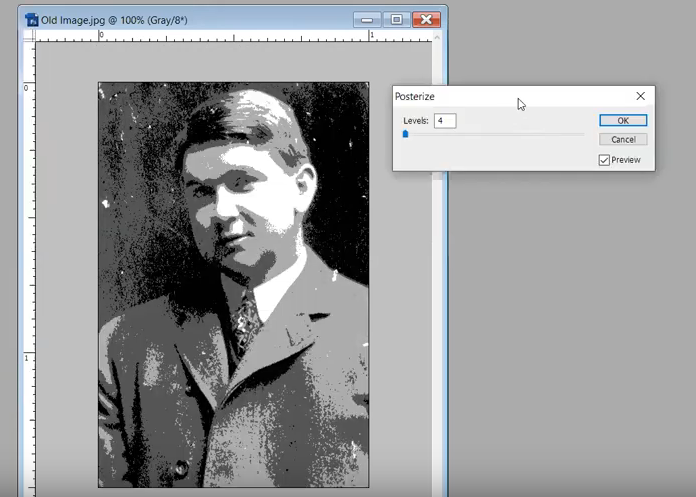 Old Image.jpg @ 100% (Gray/8*)
0
1
0
1
Posterize
Levels: 4
OK
Cancel
Preview